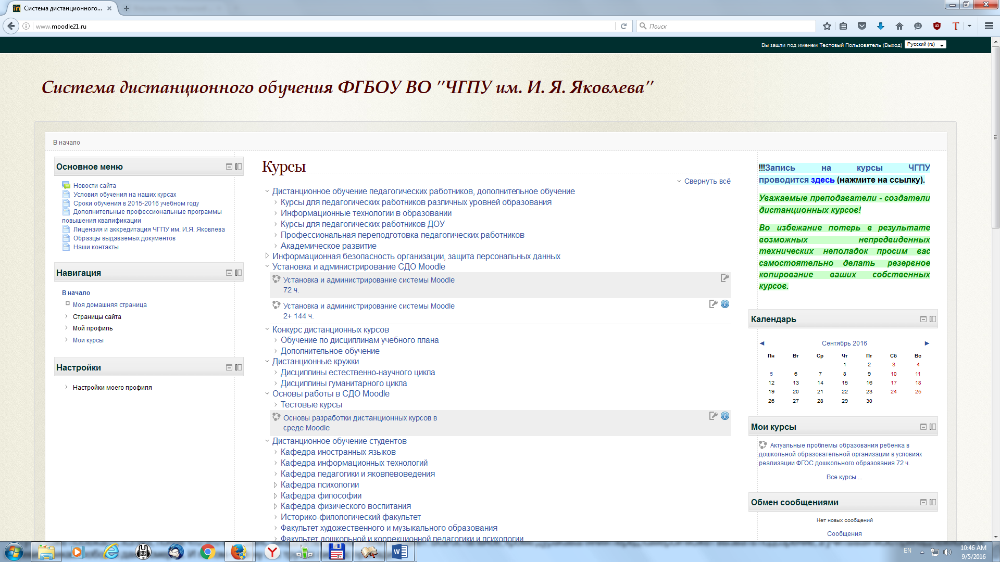 Система дистанционного...
www.moodle21.ru
Поиск
Вы зашли под именем Тестовый Пользователь (Выход)
Русский (ru)
Система дистанционного обучения ФГБОУ ВО "ЧГПУ им. И. Я. Яковлева"
В начало
Основное меню
Новости сайта
Условия обучения на наших курсах
Сроки обучения в 2015-2016 учебном году
Дополнительные профессиональные программы
повышения квалификации
Лицензия и аккредитация ЧГПУ им. И.Я. Яковлева
Образцы выдаваемых документов
Наши контакты
Навигация
В начало
Моя домашняя страница
Страницы сайта
Мой профиль
Мои курсы
Настройки
Настройки моего профиля
Курсы
Свернуть всё
Дистанционное обучение педагогических работников, дополнительное обучение
Курсы для педагогических работников различных уровней образования
Информационные технологии в образовании
Курсы для педагогических работников ДОУ
Профессиональная переподготовка педагогических работников
Академическое развитие
Информационная безопасность организации, защита персональных данных
Установка и администрирование СДО Moodle
Установка и администрирование системы Moodle
72 ч.
Установка и администрирование системы Moodle
2+ 144 ч.
Конкурс дистанционных курсов
Обучение по дисциплинам учебного плана
Дополнительное обучение
Дистанционные кружки
Дисциплины естественно-научного цикла
Дисциплины гуманитарного цикла
Основы работы в СДО Moodle
Тестовые курсы
Основы разработки дистанционных курсов в
среде Moodle
Дистанционное обучение студентов
Кафедра иностранных языков
Кафедра информационных технологий
Кафедра педагогики и яковлевоведения
Кафедра психологии
Кафедра философии
Кафедра физического воспитания
Историко-филологический факультет
Факультет художественного и музыкального образования
Факультет дошкольной и коррекционной педагогики и психологии
!!!Запись на курсы ЧГПУ
проводится здесь (нажмите на ссылку).
Уважаемые преподаватели - создатели
дистанционных курсов!
Во избежание потерь в результате
возможных непредвиденных
технических неполадок просим вас
самостоятельно делать резервное
копирование ваших собственных
курсов.
Календарь
Сентябрь 2016
Пн Вт Ср Чт Пт Сб Вс
1 2 3 4
5 6 7 8 9 10 11
12 13 14 15 16 17 18
19 20 21 22 23 24 25
26 27 28 29 30
Мои курсы
Актуальные проблемы образования ребенка в
дошкольной образовательной организации в условиях
реализации ФГОС дошкольного образования 72 ч.
Все курсы ...
Обмен сообщениями
Нет новых сообщений
Сообщения
EN
10:46 AM
9/5/2016